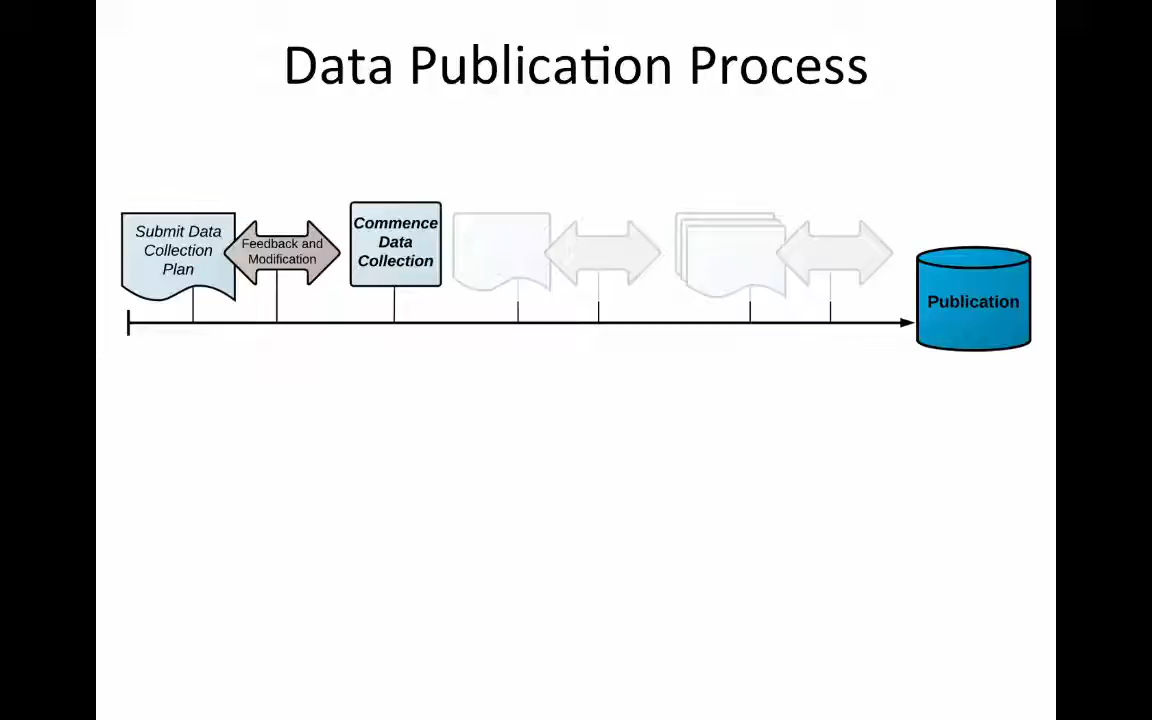 Data Publication Process
Submit Data
Collection
Plan
Feedback and
Modification
Commence
Data
Collection
Publication